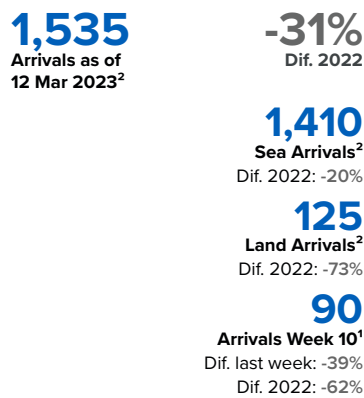 1,535
Arrivals as of
12 Mar 2023²
-31%
Dif. 2022
1,410
Sea Arrivals²
Dif. 2022: -20%
125
Land Arrivals²
Dif. 2022: -73%
90
Arrivals Week 10¹
Dif. last week: -39%
Dif. 2022: -62%